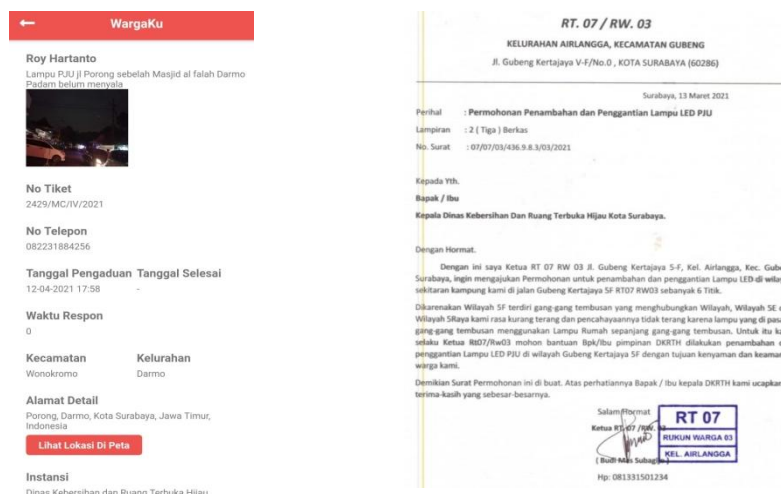 WargaKu
Roy Hartanto
Lampu PJU jl Porong sebelah Masjid al falah Darmo
Padam belum menyala
No Tiket
2429/MC/IV/2021
No Telepon
082231884256
Tanggal Pengaduan Tanggal Selesai
12-04-2021 17:58 -
Waktu Respon
0
Kecamatan Kelurahan
Wonokromo Darmo
Alamat Detail
Porong, Darmo, Kota Surabaya, Jawa Timur,
Indonesia
Lihat Lokasi Di Peta
Instansi
Dinas Kebersihan dan Ruang Terbuka Hijau
RT. 07 / RW. 03
KELURAHAN AIRLANGGA, KECAMATAN GUBENG
Jl. Gubeng Kertajaya V-F/No.0 , KOTA SURABAYA (60286)
Surabaya, 13 Maret 2021
Perihal : Permohonan Penambahan dan Penggantian Lampu LED PJU
Lampiran : 2 ( Tiga ) Berkas
No. Surat : 07/07/03/436.9.8.3/03/2021
Kepada Yth.
Bapak / Ibu
Kepala Dinas Kebersihan Dan Ruang Terbuka Hijau Kota Surabaya.
Dengan Hormat.
Dengan ini saya Ketua RT 07 RW 03 Jl. Gubeng Kertajaya 5-F, Kel. Airlangga, Kec. Gube
Surabaya, ingin mengajukan Permohonan untuk penambahan dan penggantian Lampu LED di wila
sekitaran kampung kami di jalan Gubeng Kertajaya 5F RT07 RW03 sebanyak 6 Titik.
Dikarenakan Wilayah 5F terdiri gang-gang tembusan yang menghubungkan Wilayah, Wilayah 5E
Wilayah 5Raya kami rasa kurang terang dan pencahayaannya tidak terang karena lampu yang di pasa
gang-gang tembusan menggunakan Lampu Rumah sepanjang gang-gang tembusan. Untuk itu ka
selaku Ketua Rt07/Rw03 mohon bantuan Bpk/Ibu pimpinan DKRTH dilakukan penambahan
penggantian Lampu LED PJU di wilayah Gubeng Kertajaya 5F dengan tujuan kenyaman dan keaman
warga kami.
Demikian Surat Permohonan ini di buat. Atas perhatiannya Bapak / Ibu kepala DKRTH kami ucapkan
terima-kasih yang sebesar-besarnya.
Salam Hormat
Ketua RT 07 /RW.
RT 07
RUKUN WARGA 03
KEL. AIRLANGGA
( Budi Mas
Hp: 081331501234